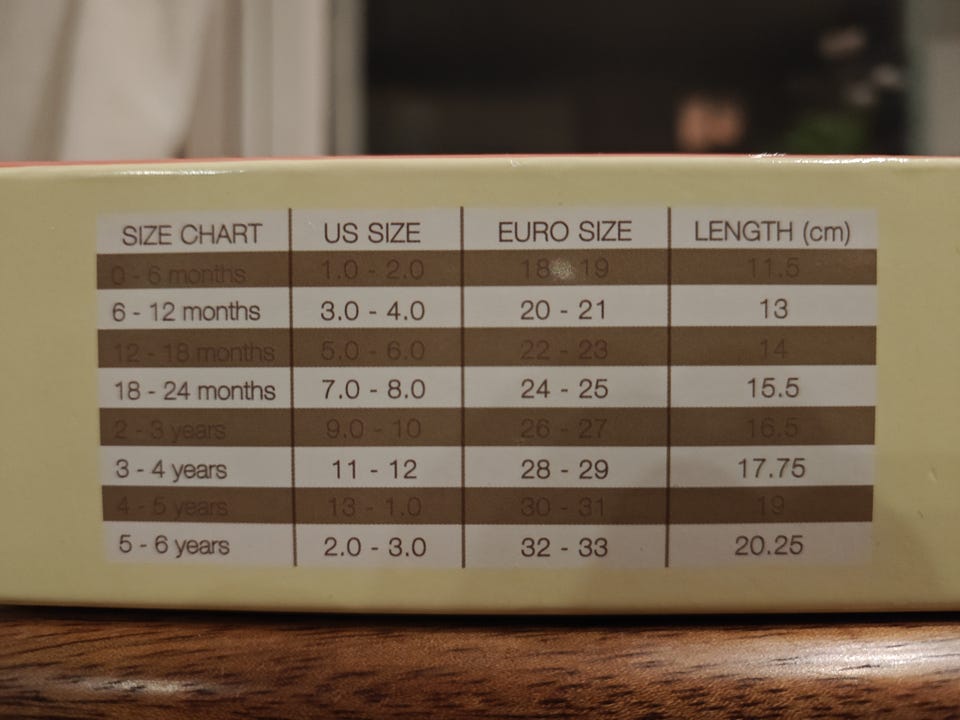 SIZE CHART US SIZE EURO SIZE LENGTH (cm)
0 - 6 months 1.0 - 2.0 18 - 19 11.5
6 - 12 months 3.0 - 4.0 20 - 21 13
12 - 18 months 5.0 - 6.0 22 - 23 14
18 - 24 months 7.0 - 8.0 24 - 25 15.5
2 - 3 years 9.0 - 10 26 - 27 16.5
3 - 4 years 11 - 12 28 - 29 17.75
4 - 5 years 13 - 1.0 30 - 31 19
5 - 6 years 2.0 - 3.0 32 - 33 20.25